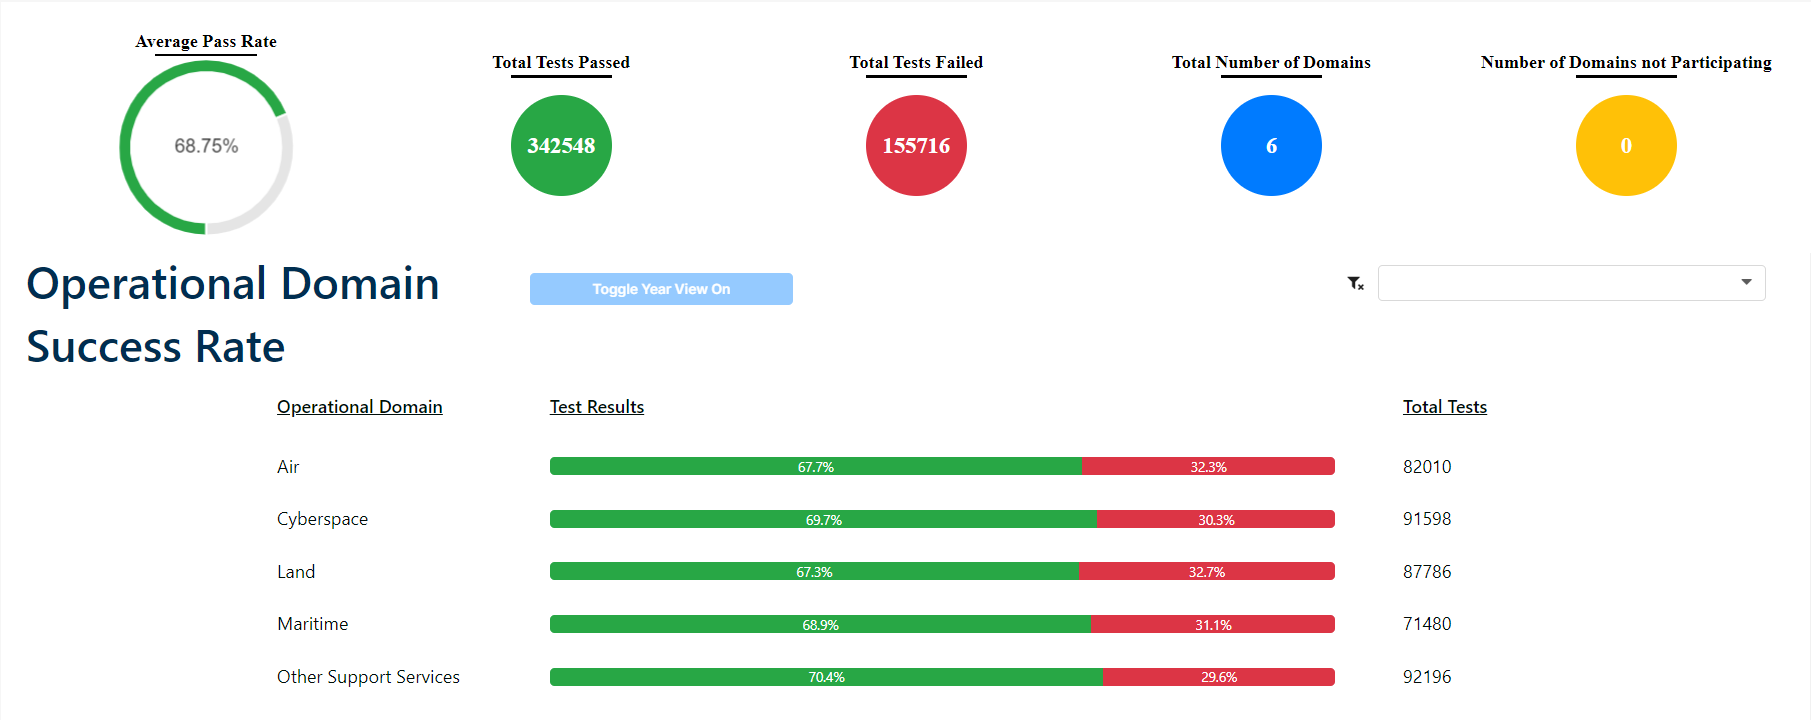 Average Pass Rate
68.75%
Total Tests Passed
342548
Total Tests Failed
155716
Total Number of Domains
6
Number of Domains not Participating
0
Operational Domain
Success Rate
Toggle Year View On
Operational Domain Test Results Total Tests
Air 67.7% 32.3% 82010
Cyberspace 69.7% 30.3% 91598
Land 67.3% 32.7% 87786
Maritime 68.9% 31.1% 71480
Other Support Services 70.4% 29.6% 92196